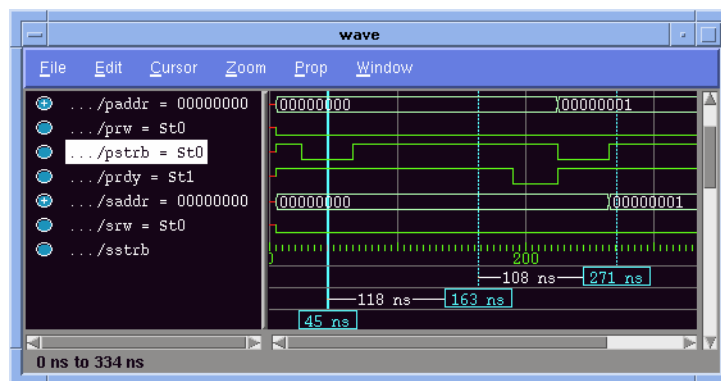 wave
File Edit Cursor Zoom Prop Window
.../paddr = 00000000 00000000 00000001
.../prw = St0
.../pstrb = St0
.../prdy = St1
.../saddr = 00000000 00000000 00000001
.../srw = St0
.../sstrb
0 200
108 ns 271 ns
118 ns 163 ns
45 ns
0 ns to 334 ns